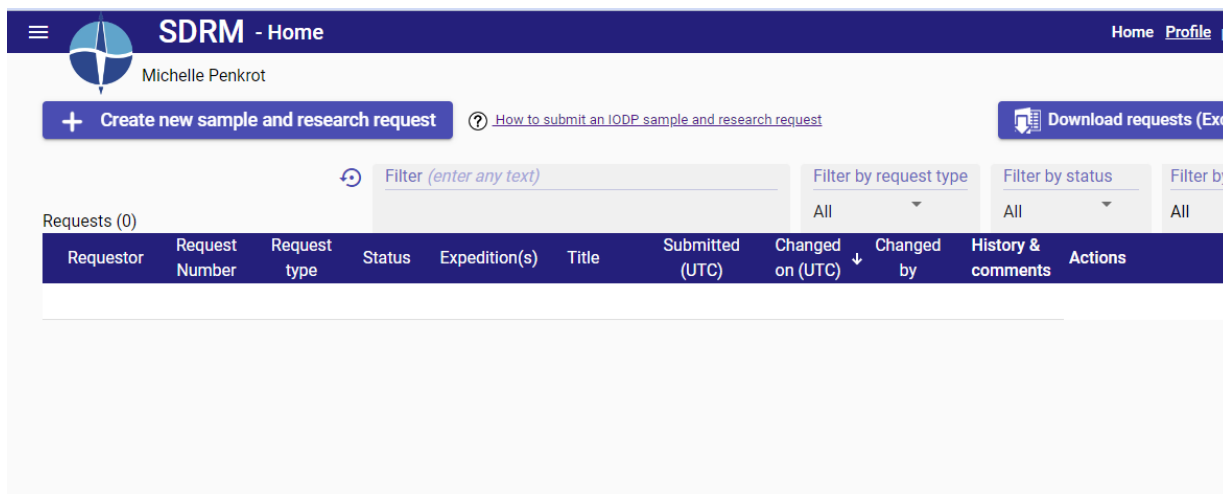 SDRM - Home Home Profile
Michelle Penkrot
+ Create new sample and research request ? How to submit an IODP sample and research request Download requests (Exc
Filter (enter any text) Filter by request type Filter by status Filter by
All All All
Requests (0)
Requestor Request Number Request type Status Expedition(s) Title Submitted (UTC) Changed on (UTC) Changed by History & comments Actions